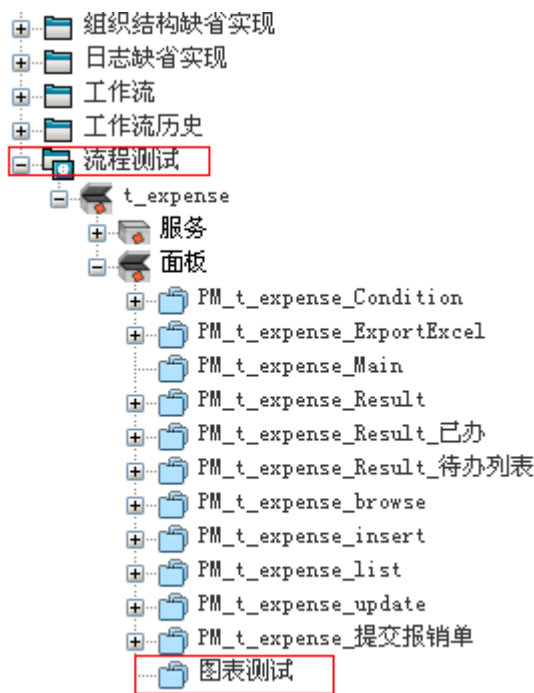 组织结构缺省实现
日志缺省实现
工作流
工作流历史
流程测试
t_expense
服务
面板
PM_t_expense_Condition
PM_t_expense_ExportExcel
PM_t_expense_Main
PM_t_expense_Result
PM_t_expense_Result_已办
PM_t_expense_Result_待办列表
PM_t_expense_browse
PM_t_expense_insert
PM_t_expense_list
PM_t_expense_update
PM_t_expense_提交报销单
图表测试